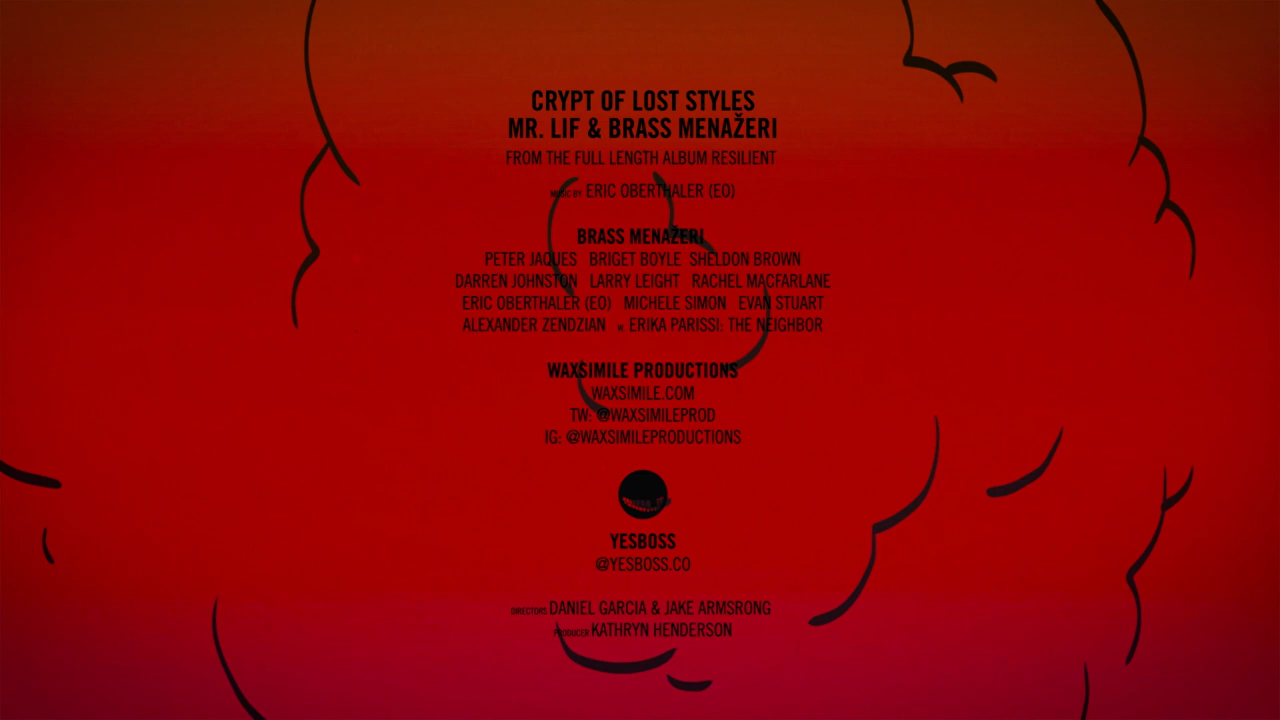 CRYPT OF LOST STYLES
MR. LIF & BRASS MENAŽERI
FROM THE FULL LENGTH ALBUM RESILIENT
MUSIC BY ERIC OBERTHALER (EO)
BRASS MENAŽERI
PETER JAQUES BRIGET BOYLE SHELDON BROWN
DARREN JOHNSTON LARRY LEIGHT RACHEL MACFARLANE
ERIC OBERTHALER (EO) MICHELE SIMON EVAN STUART
ALEXANDER ZENDZIAN W. ERIKA PARISSI: THE NEIGHBOR
WAXSIMILE PRODUCTIONS
WAXSIMILE.COM
TW: @WAXSIMILEPROD
IG: @WAXSIMILEPRODUCTIONS
YESBOSS
@YESBOSS.CO
DIRECTORS DANIEL GARCIA & JAKE ARMSRONG
PRODUCER KATHRYN HENDERSON